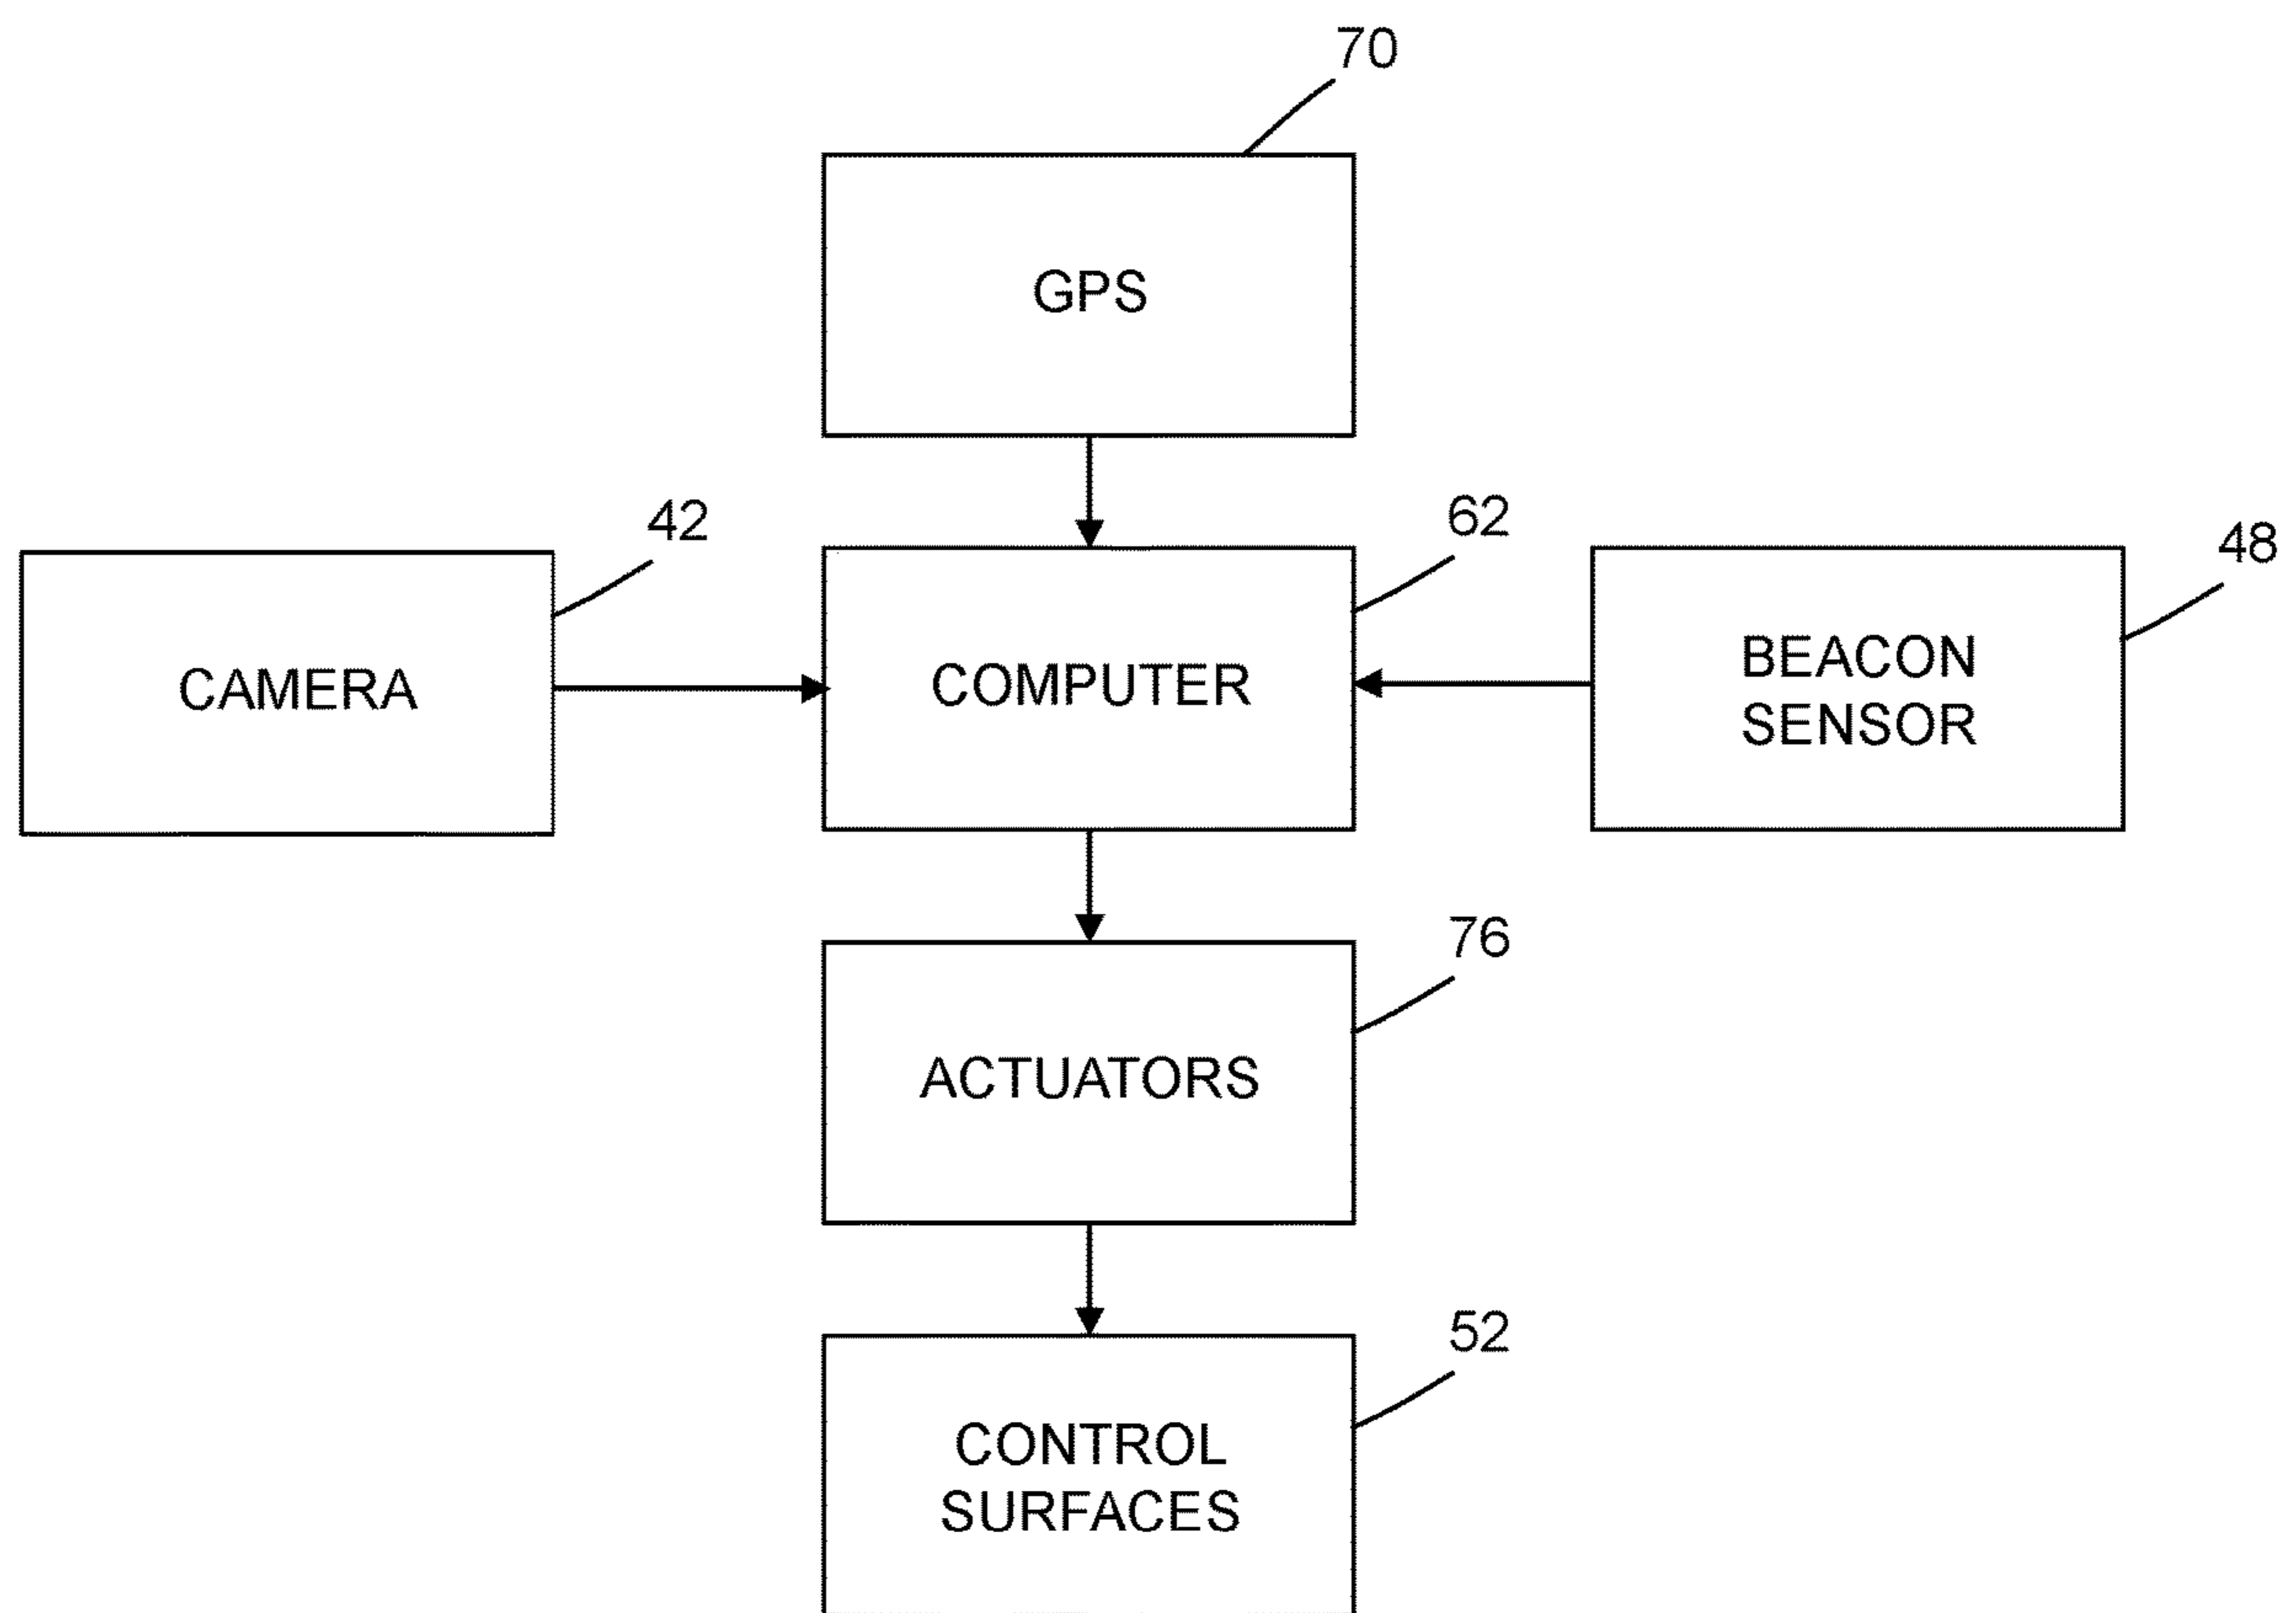 70
GPS
42
62
48
CAMERA
COMPUTER
BEACON
SENSOR
76
ACTUATORS
52
CONTROL
SURFACES